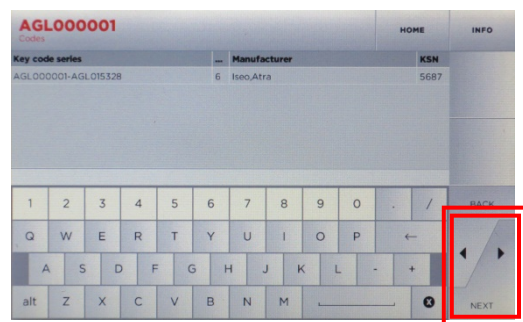 AGL000001
Codes
HOME
INFO
Key code series
...
Manufacturer
KSN
AGL000001-AGL015328
6
Iseo,Atra
5687
1 2 3 4 5 6 7 8 9 0 . /
BACK
Q W E R T Y U I O P ←
A S D F G H J K L - +
alt Z X C V B N M
NEXT